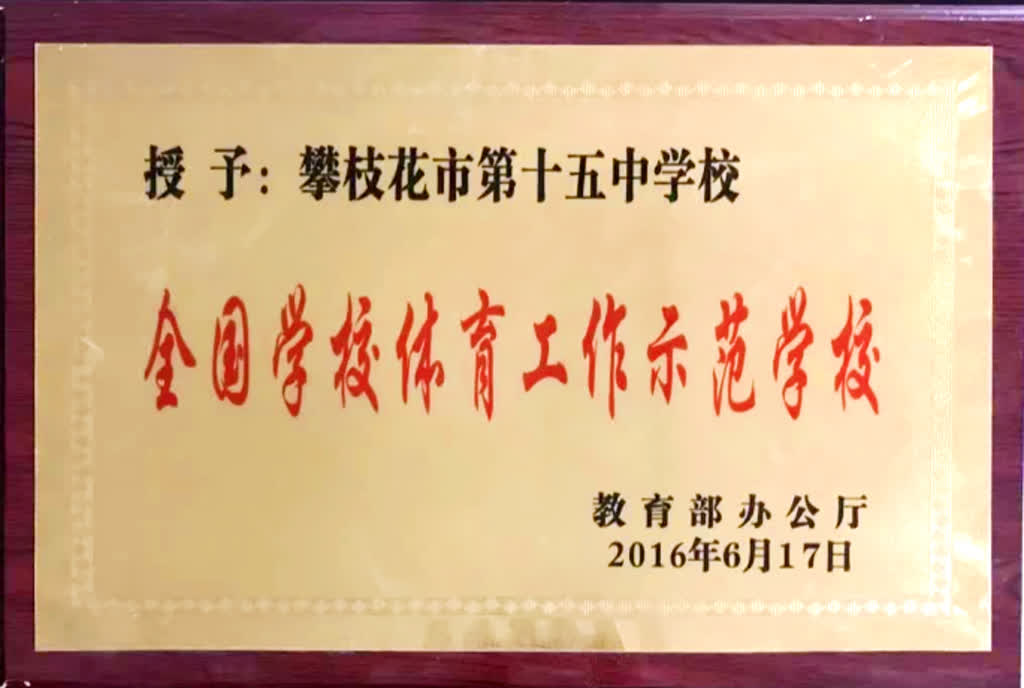 授 予：攀枝花市第十五中学校
全国学校体育工作示范学校
教育部办公厅
2016年6月17日